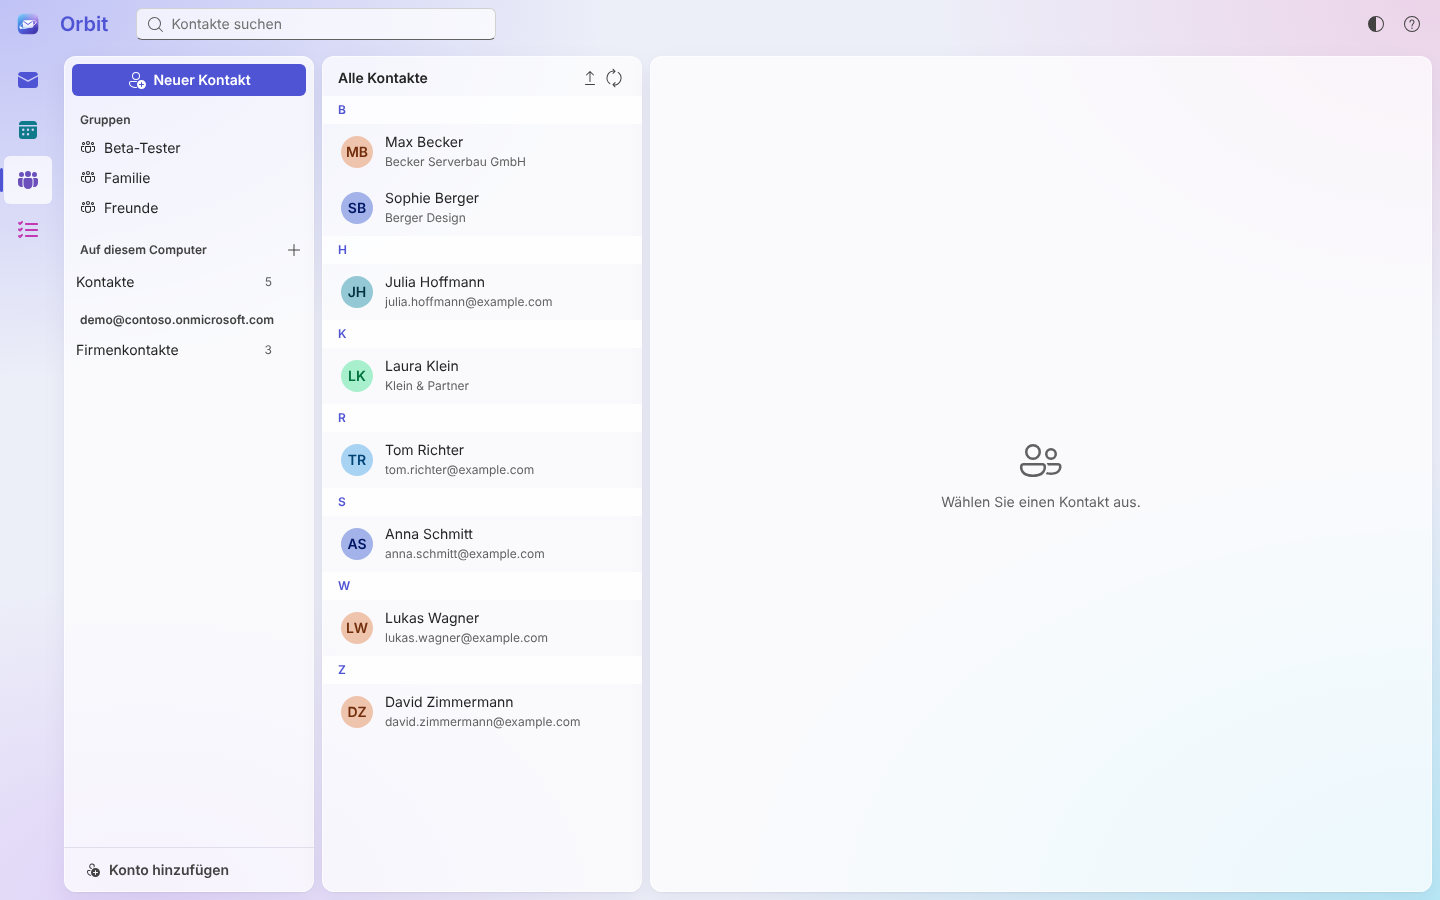 Orbit
Kontakte suchen
Neuer Kontakt
Gruppen
Beta-Tester
Familie
Freunde
Auf diesem Computer
Kontakte 5
demo@contoso.onmicrosoft.com
Firmenkontakte 3
Konto hinzufügen
Alle Kontakte
B
MB
Max Becker
Becker Serverbau GmbH
SB
Sophie Berger
Berger Design
H
JH
Julia Hoffmann
julia.hoffmann@example.com
K
LK
Laura Klein
Klein & Partner
R
TR
Tom Richter
tom.richter@example.com
S
AS
Anna Schmitt
anna.schmitt@example.com
W
LW
Lukas Wagner
lukas.wagner@example.com
Z
DZ
David Zimmermann
david.zimmermann@example.com
Wählen Sie einen Kontakt aus.